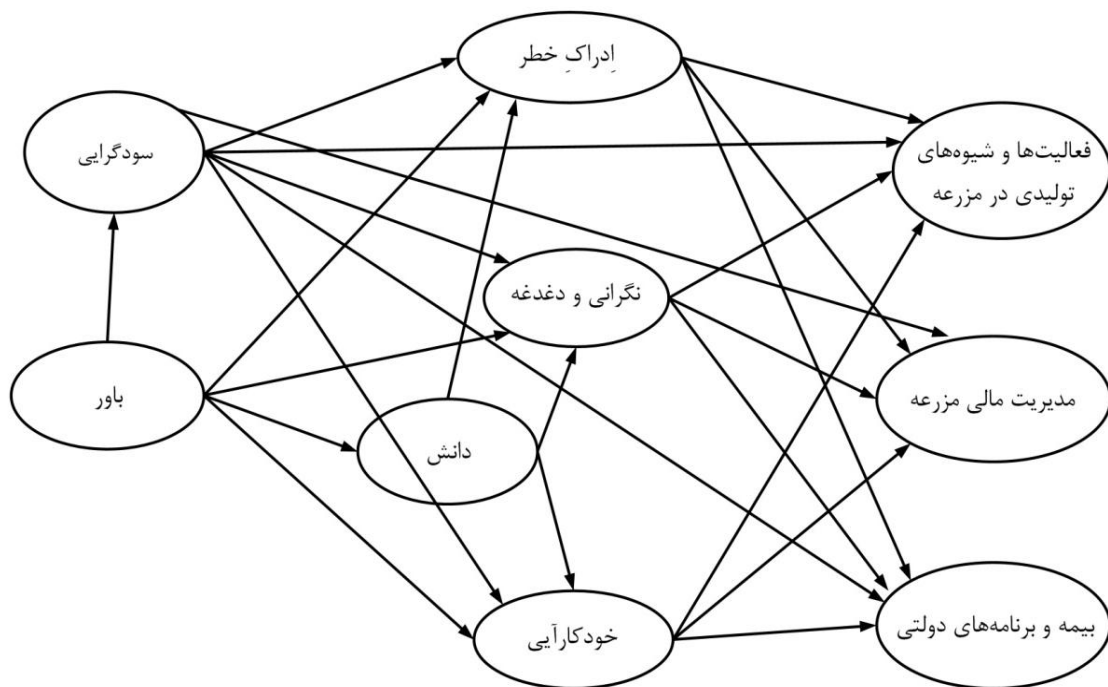 اِدراکِ خطر
سودگرایی
فعالیت‌ها و شیوه‌های
تولیدی در مزرعه
نگرانی و دغدغه
باور
مدیریت مالی مزرعه
دانش
خودکارآیی
بیمه و برنامه‌های دولتی